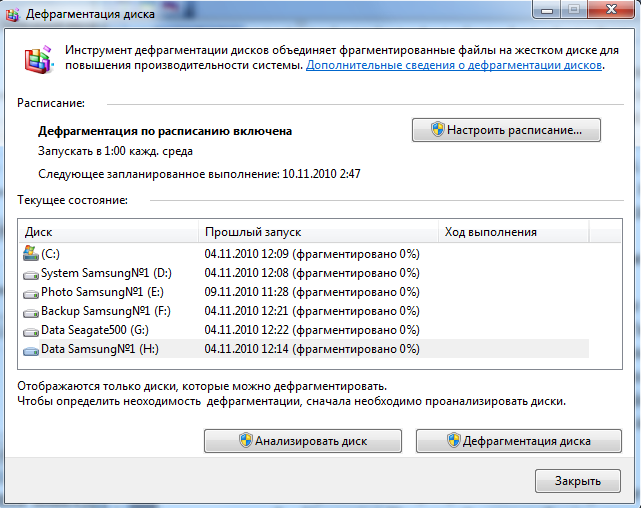 Дефрагментация диска
Инструмент дефрагментации дисков объединяет фрагментированные файлы на жестком диске для
повышения производительности системы. Дополнительные сведения о дефрагментации дисков.
Расписание:
Дефрагментация по расписанию включена
Настроить расписание...
Запускать в 1:00 кажд. среда
Следующее запланированное выполнение: 10.11.2010 2:47
Текущее состояние:
Диск Прошлый запуск Ход выполнения
(C:) 04.11.2010 12:09 (фрагментировано 0%)
System Samsung№1 (D:) 04.11.2010 12:08 (фрагментировано 0%)
Photo Samsung№1 (E:) 09.11.2010 11:28 (фрагментировано 0%)
Backup Samsung№1 (F:) 04.11.2010 12:21 (фрагментировано 0%)
Data Seagate500 (G:) 04.11.2010 12:22 (фрагментировано 0%)
Data Samsung№1 (H:) 04.11.2010 12:14 (фрагментировано 0%)
Отображаются только диски, которые можно дефрагментировать.
Чтобы определить неоходимость дефрагментации, сначала необходимо проанализировать диски.
Анализировать диск Дефрагментация диска
Закрыть